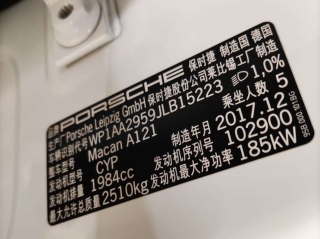 品牌 PORSCHE 保时捷 制造国 德国
生产厂 Porsche Leipzig GmbH 保时捷股份公司莱比锡工厂制造
车辆识别代号 WP1AA2959JLB15223 1,0%
整车型号 Macan A121 乘坐人数 5
发动机型号 CYP 制造年月 2017.12
发动机排量 1984cc 发动机序列号 102900
最大允许总质量 2510kg 发动机最大净功率 185kW